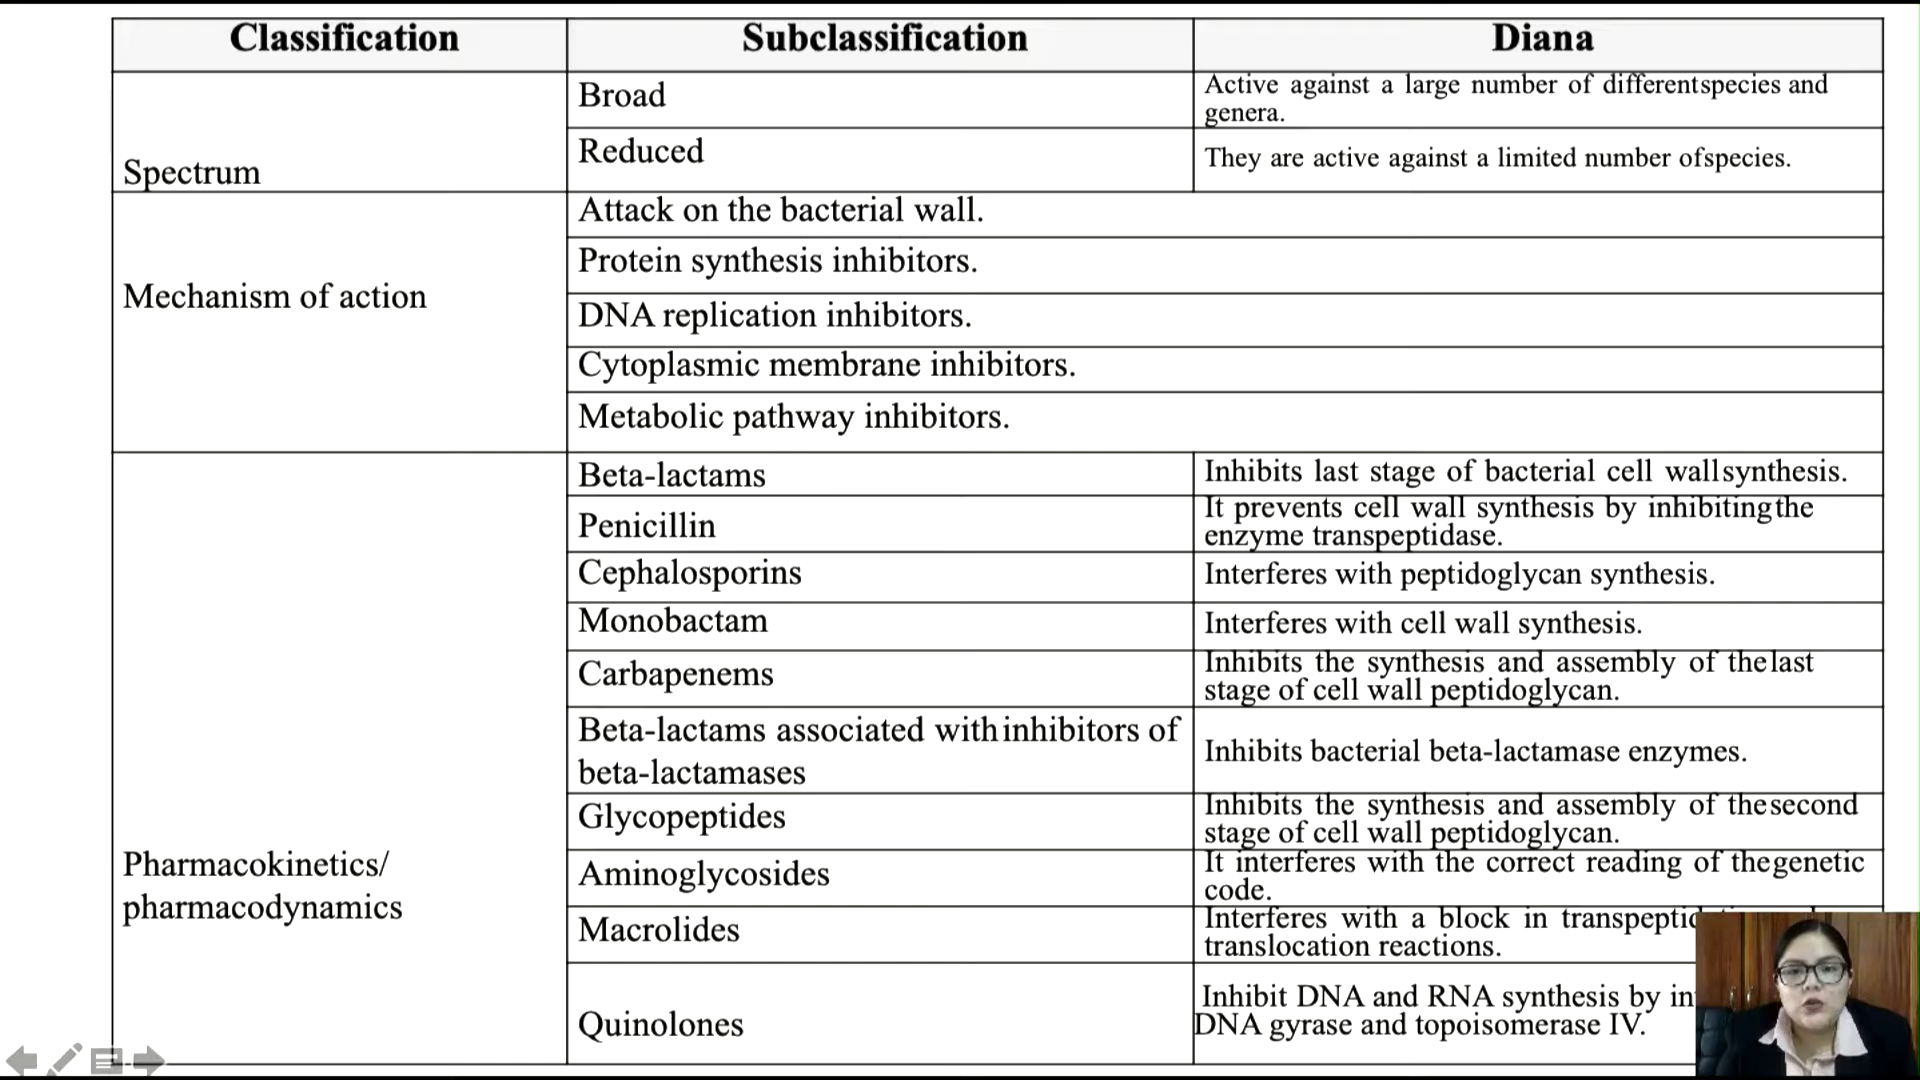 Classification Subclassification Diana
Spectrum
Broad
Active against a large number of differentspecies and
genera.
Reduced
They are active against a limited number ofspecies.
Mechanism of action
Attack on the bacterial wall.
Protein synthesis inhibitors.
DNA replication inhibitors.
Cytoplasmic membrane inhibitors.
Metabolic pathway inhibitors.
Pharmacokinetics/
pharmacodynamics
Beta-lactams
Inhibits last stage of bacterial cell wallsynthesis.
Penicillin
It prevents cell wall synthesis by inhibitingthe
enzyme transpeptidase.
Cephalosporins
Interferes with peptidoglycan synthesis.
Monobactam
Interferes with cell wall synthesis.
Carbapenems
Inhibits the synthesis and assembly of thelast
stage of cell wall peptidoglycan.
Beta-lactams associated withinhibitors of
beta-lactamases
Inhibits bacterial beta-lactamase enzymes.
Glycopeptides
Inhibits the synthesis and assembly of thesecond
stage of cell wall peptidoglycan.
Aminoglycosides
It interferes with the correct reading of thegenetic
code.
Macrolides
Interferes with a block in
translocation reactions.
Quinolones
Inhibit DNA and RNA synthesis by
DNA gyrase and topoisomerase IV.